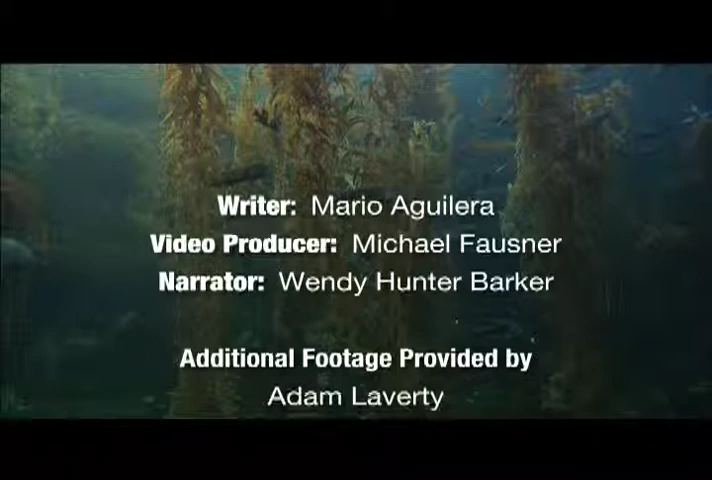 Writer: Mario Aguilera
Video Producer: Michael Fausner
Narrator: Wendy Hunter Barker
Additional Footage Provided by
Adam Laverty